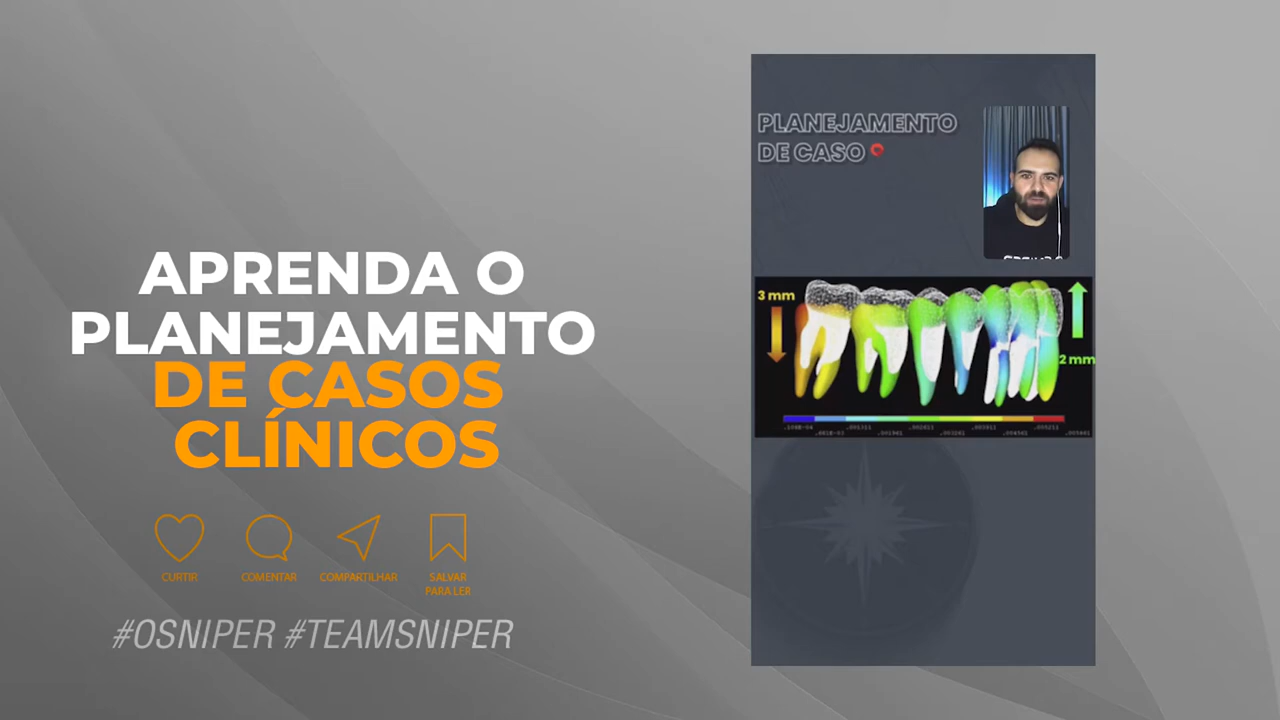 APRENDA O
PLANEJAMENTO
DE CASOS
CLÍNICOS
CURTIR
COMENTAR
COMPARTILHAR
SALVAR
PARA LER
#OSNIPER #TEAMSNIPER
PLANEJAMENTO
DE CASO
3 mm
2 mm